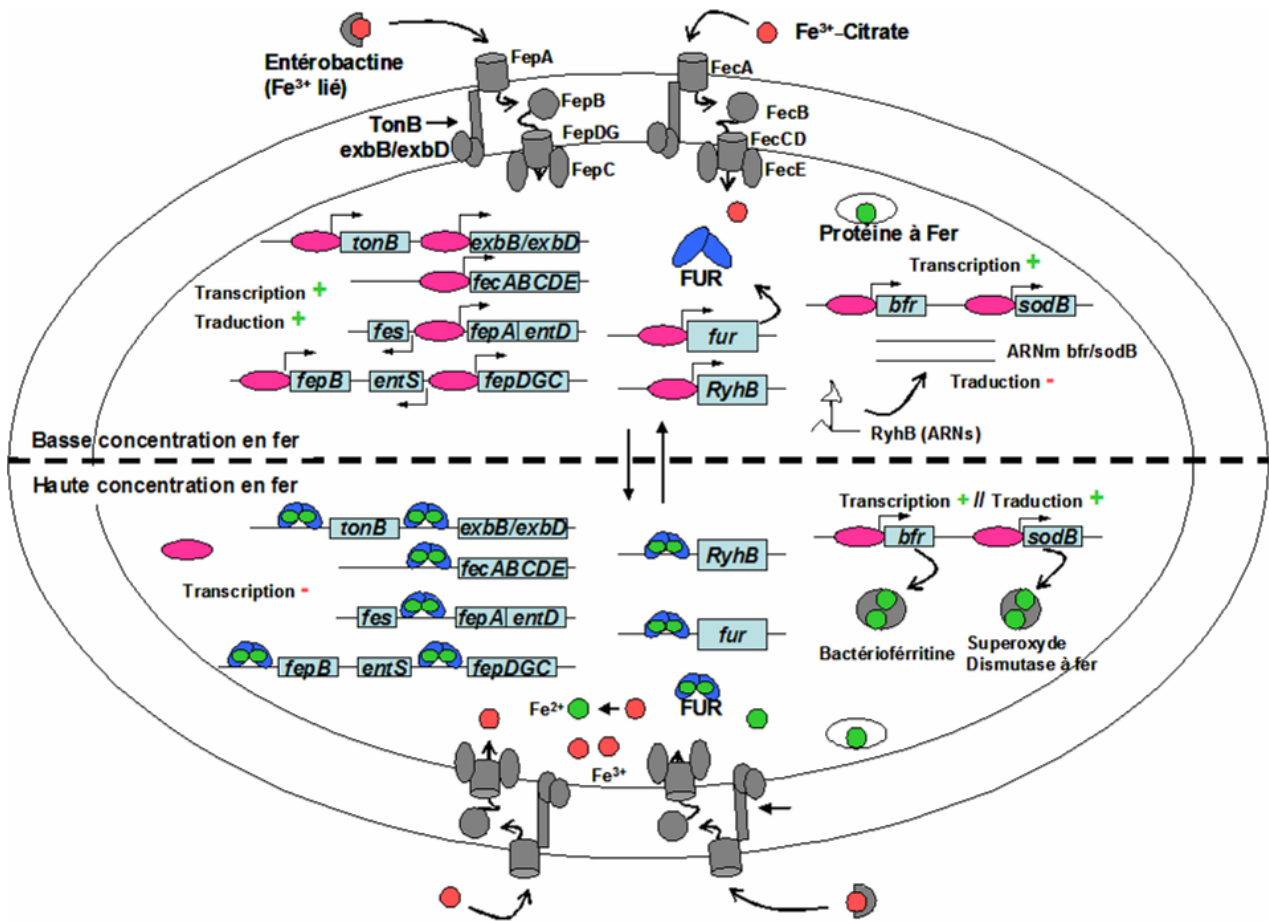 Entérobactine
(Fe³⁺ lié)
FepA
FecA
Fe³⁺-Citrate
FepB
FecB
TonB
exbB/exbD
FepDG
FecCD
FepC
FecE
tonB
exbB/exbD
fecABCDE
Transcription +
Traduction +
fes
fepA
entD
fepB
entS
fepDGC
FUR
fur
RyhB
Protéine à Fer
Transcription +
bfr
sodB
ARNm bfr/sodB
Traduction -
RyhB (ARNs)
Basse concentration en fer
Haute concentration en fer
tonB
exbB/exbD
fecABCDE
Transcription -
fes
fepA
entD
fepB
entS
fepDGC
RyhB
fur
FUR
Transcription + // Traduction +
bfr
sodB
Bactérioférritine
Superoxyde
Dismutase à fer
Fe²⁺
Fe³⁺